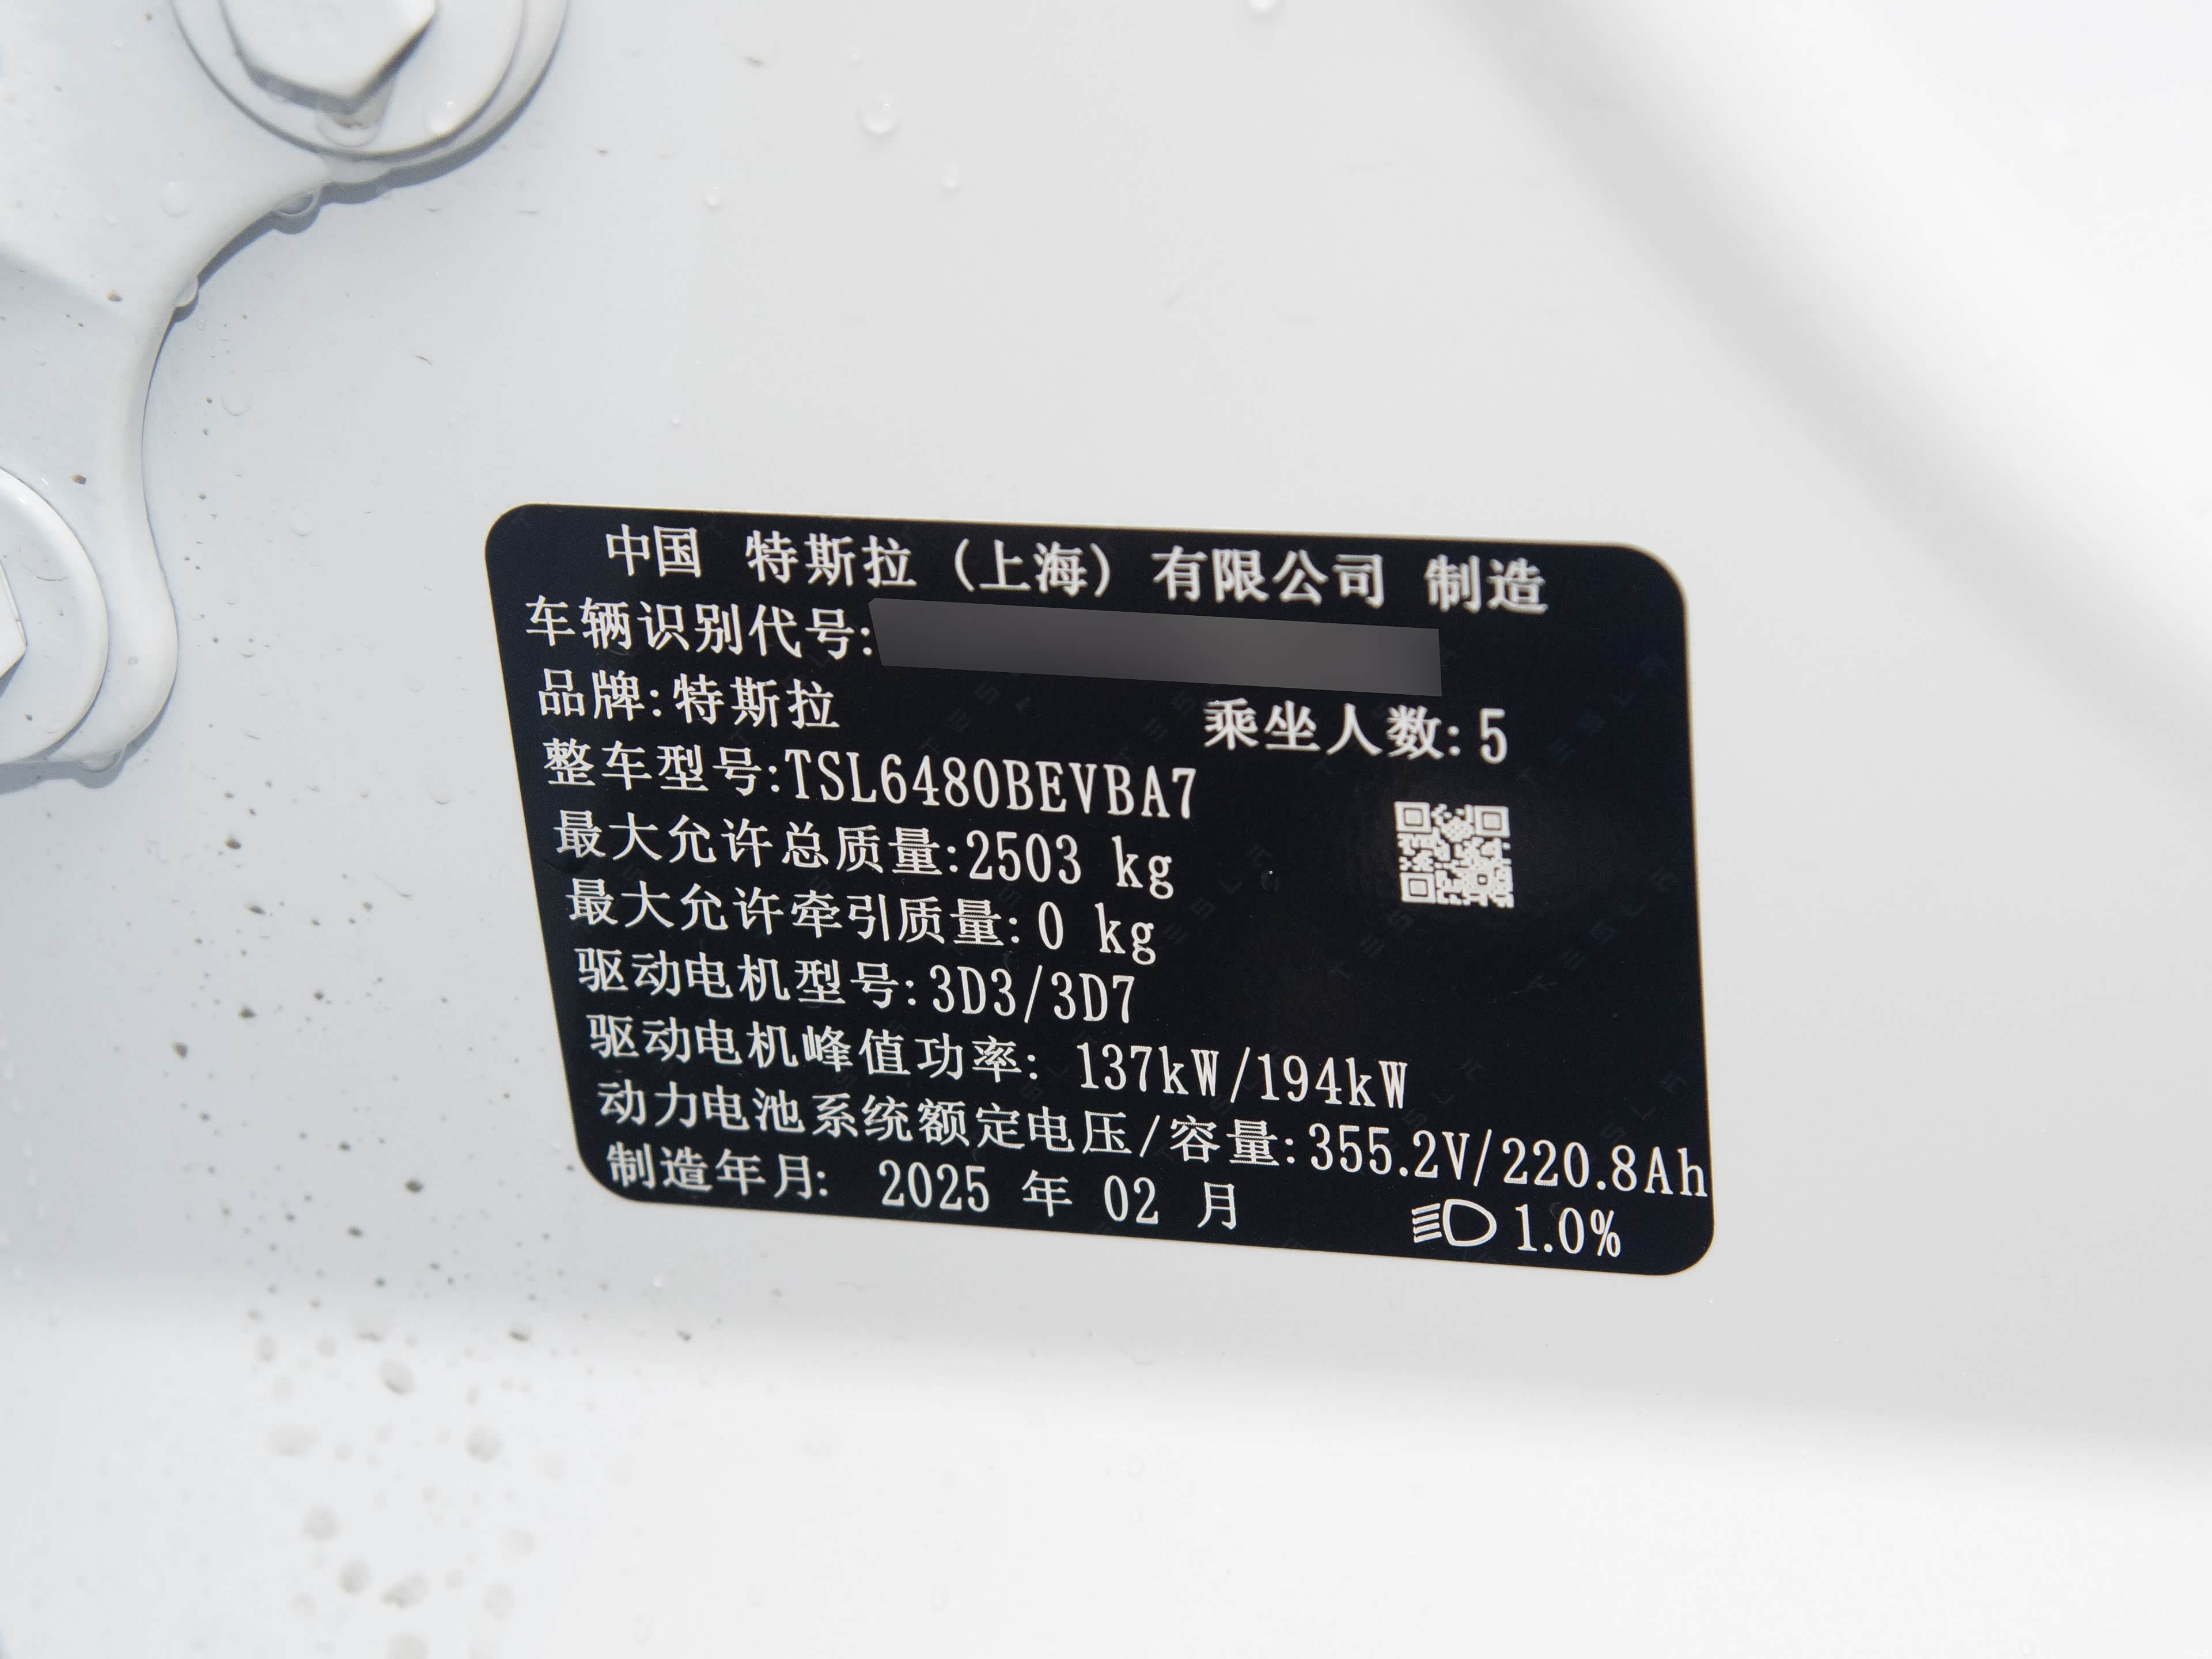 中国 特斯拉（上海）有限公司 制造
车辆识别代号:
品牌:特斯拉 乘坐人数: 5
整车型号:TSL6480BEVBA7
最大允许总质量:2503 kg
最大允许牵引质量: 0 kg
驱动电机型号: 3D3/3D7
驱动电机峰值功率: 137kW/194kW
动力电池系统额定电压/容量: 355.2V/220.8Ah
制造年月: 2025 年 02 月
1.0%